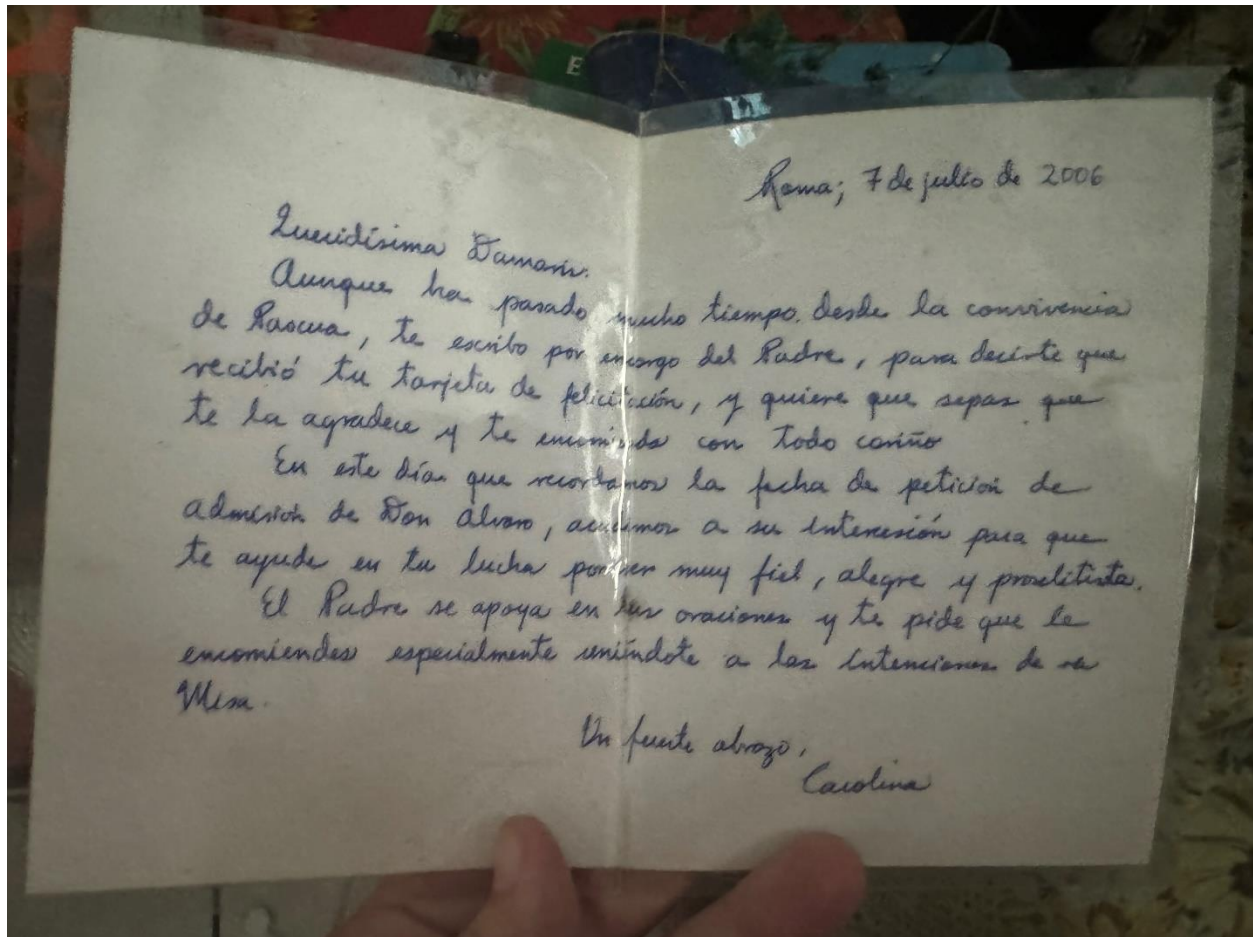 E
Roma; 7 de julio de 2006
Queridísima Damaris:
Aunque ha pasado mucho tiempo desde la convivencia
de Pascua, te escribo por encargo del Padre, para decirte que
recibió tu tarjeta de felicitación, y quiere que sepas que
te la agradece y te encomienda con todo cariño
En este día que recordamos la fecha de petición de
admisión de Don Álvaro, acudimos a su intercesión para que
te ayude en tu lucha por ser muy fiel, alegre y proselitista.
El Padre se apoya en tus oraciones y te pide que le
encomiendes especialmente uniéndote a las intenciones de su
Misa.
Un fuerte abrazo,
Carolina